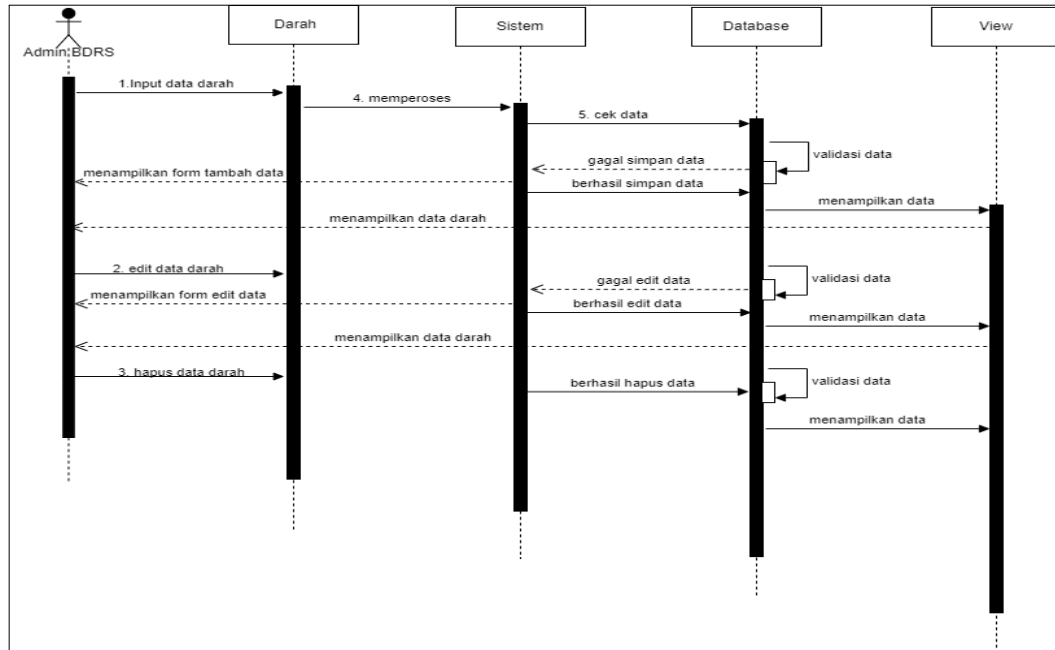 Darah
Sistem
Database
View
Admin BDRS
1.Input data darah
4. memperoses
5. cek data
validasi data
gagal simpan data
menampilkan form tambah data
berhasil simpan data
menampilkan data
menampilkan data darah
2. edit data darah
validasi data
gagal edit data
menampilkan form edit data
berhasil edit data
menampilkan data
menampilkan data darah
3. hapus data darah
validasi data
berhasil hapus data
menampilkan data